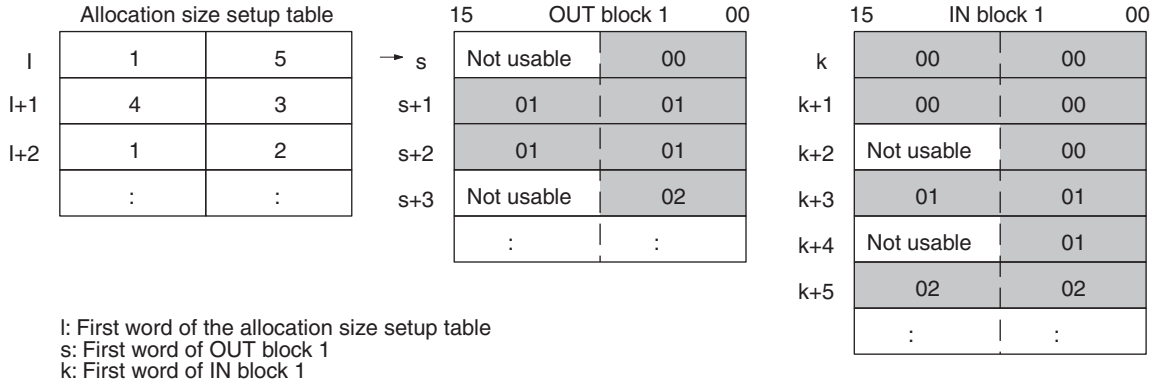 Allocation size setup table
l 1 5
l+1 4 3
l+2 1 2
: :
15 OUT block 1 00
s Not usable 00
s+1 01 01
s+2 01 01
s+3 Not usable 02
: :
15 IN block 1 00
k 00 00
k+1 00 00
k+2 Not usable 00
k+3 01 01
k+4 Not usable 01
k+5 02 02
: :
l: First word of the allocation size setup table
s: First word of OUT block 1
k: First word of IN block 1